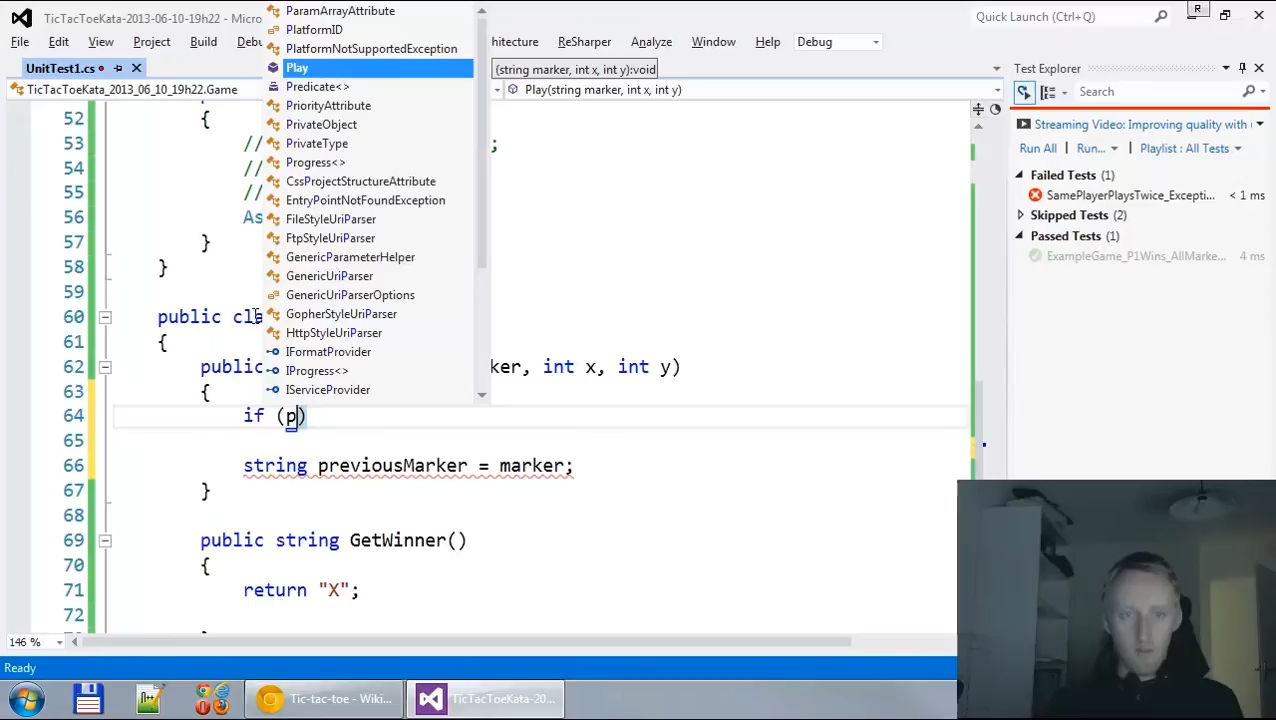 TicTacToeKata-2013-06-10-19h22 - Micro
Quick Launch (Ctrl+Q)
R
File Edit View Project Build Debu hitecture ReSharper Analyze Window Help Debug
UnitTest1.cs
(string marker, int x, int y):void
TicTacToeKata_2013_06_10_19h22.Game
Play(string marker, int x, int y)
ParamArrayAttribute
PlatformID
PlatformNotSupportedException
Play
Predicate<>
PriorityAttribute
PrivateObject
PrivateType
Progress<>
CssProjectStructureAttribute
EntryPointNotFoundException
FileStyleUriParser
FtpStyleUriParser
GenericParameterHelper
GenericUriParser
GenericUriParserOptions
GopherStyleUriParser
HttpStyleUriParser
IFormatProvider
IProgress<>
IServiceProvider
52 {
53 // ;
54 //
55 //
56 As
57 }
58 }
59
60 public cla
61 {
62 public ker, int x, int y)
63 {
64 if (p)
65
66 string previousMarker = marker;
67 }
68
69 public string GetWinner()
70 {
71 return "X";
72
146 %
Test Explorer
Search
Streaming Video: Improving quality with
Run All Run... Playlist : All Tests
Failed Tests (1)
SamePlayerPlaysTwice_Excepti... < 1 ms
Skipped Tests (2)
Passed Tests (1)
ExampleGame_P1Wins_AllMarke... 4 ms
Ready
Tic-tac-toe - Wiki...
TicTacToeKata-20...